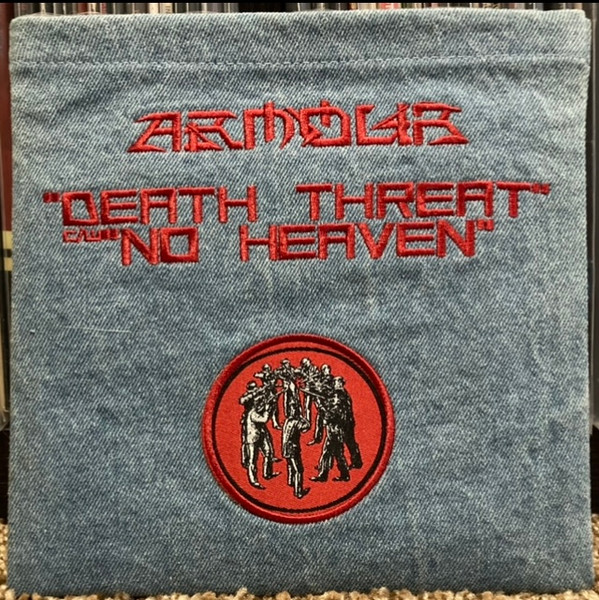 ARMOUR
"DEATH THREAT"
C/W "NO HEAVEN"